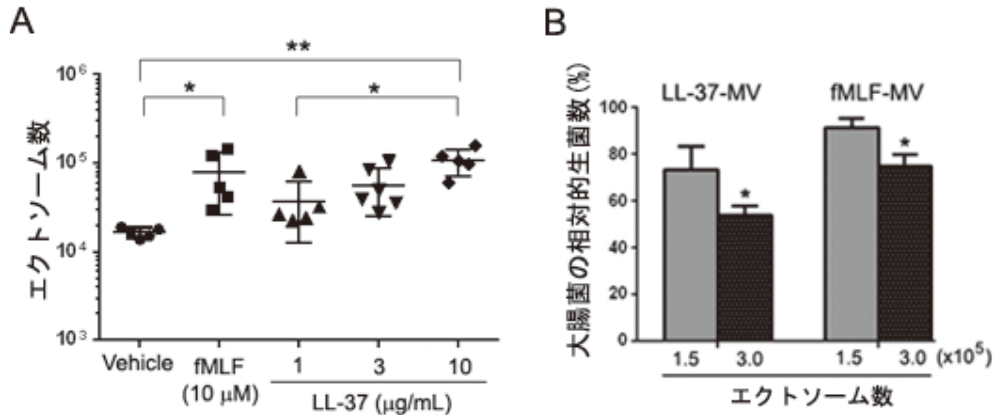 A
エクトソーム数
10⁶
10⁵
10⁴
10³
**
*
*
Vehicle
fMLF
(10 μM)
1
3
10
LL-37 (μg/mL)
B
大腸菌の相対的生菌数(%)
100
80
60
40
20
0
LL-37-MV
fMLF-MV
*
*
1.5
3.0
1.5
3.0
(x10⁵)
エクトソーム数